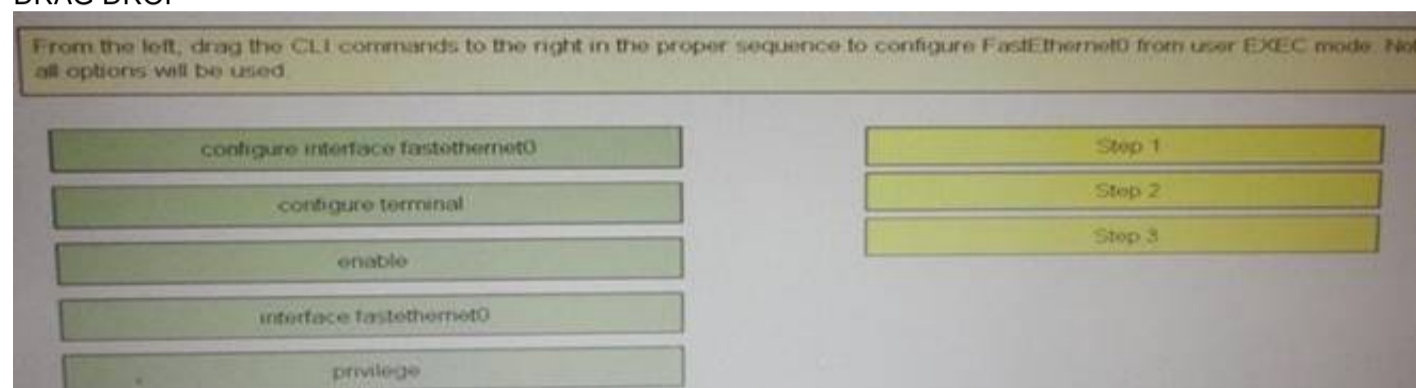 DRAG DROP
From the left, drag the CLI commands to the right in the proper sequence to configure FastEthernet0 from user EXEC mode. Not
all options will be used.
configure interface fastethernet0
configure terminal
enable
interface fastethernet0
privilege
Step 1
Step 2
Step 3